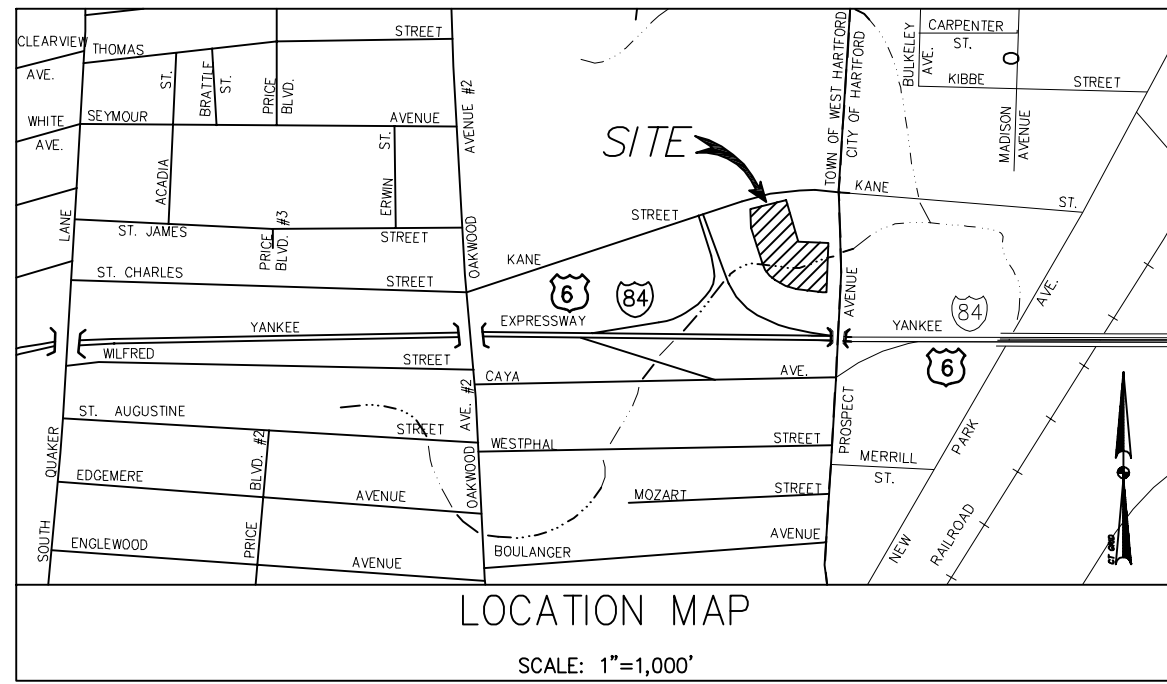 CLEARVIEW
AVE.
THOMAS
STREET
ST.
BRATTLE
ST.
PRICE
BLVD.
WHITE
AVE.
SEYMOUR
AVENUE
ACADIA
ERWIN
ST.
LANE
ST. JAMES
STREET
PRICE
BLVD. #3
ST. CHARLES
STREET
OAKWOOD
AVENUE #2
KANE
STREET
SITE
TOWN OF WEST HARTFORD
CITY OF HARTFORD
BULKELEY
AVE.
CARPENTER
ST.
KIBBE
STREET
MADISON
AVENUE
KANE
ST.
6
84
EXPRESSWAY
YANKEE
AVENUE
YANKEE
84
6
AVE.
WILFRED
STREET
CAYA
AVE.
ST. AUGUSTINE
STREET
AVE. #2
OAKWOOD
WESTPHAL
STREET
PROSPECT
MERRILL
ST.
PARK
NEW
RAILROAD
QUAKER
SOUTH
EDGEMERE
AVENUE
BLVD. #2
PRICE
MOZART
STREET
ENGLEWOOD
AVENUE
BOULANGER
AVENUE
CT GRID
LOCATION MAP
SCALE: 1"=1,000'